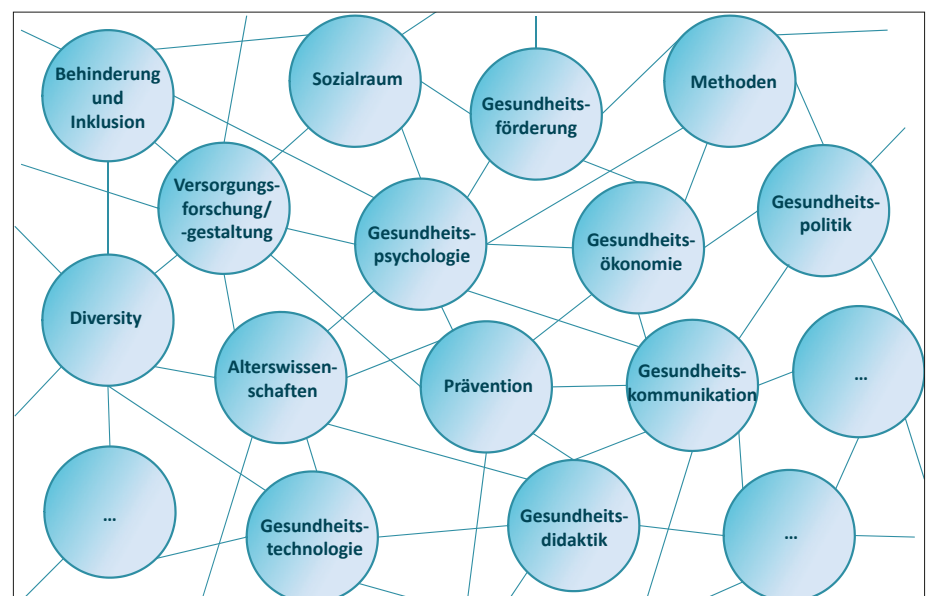 Behinderung
und
Inklusion
Sozialraum
Gesundheits-
förderung
Methoden
Versorgungs-
forschung/
-gestaltung
Gesundheits-
psychologie
Gesundheits-
ökonomie
Gesundheits-
politik
Diversity
Alterswissen-
schaften
Prävention
Gesundheits-
kommunikation
...
...
Gesundheits-
technologie
Gesundheits-
didaktik
...